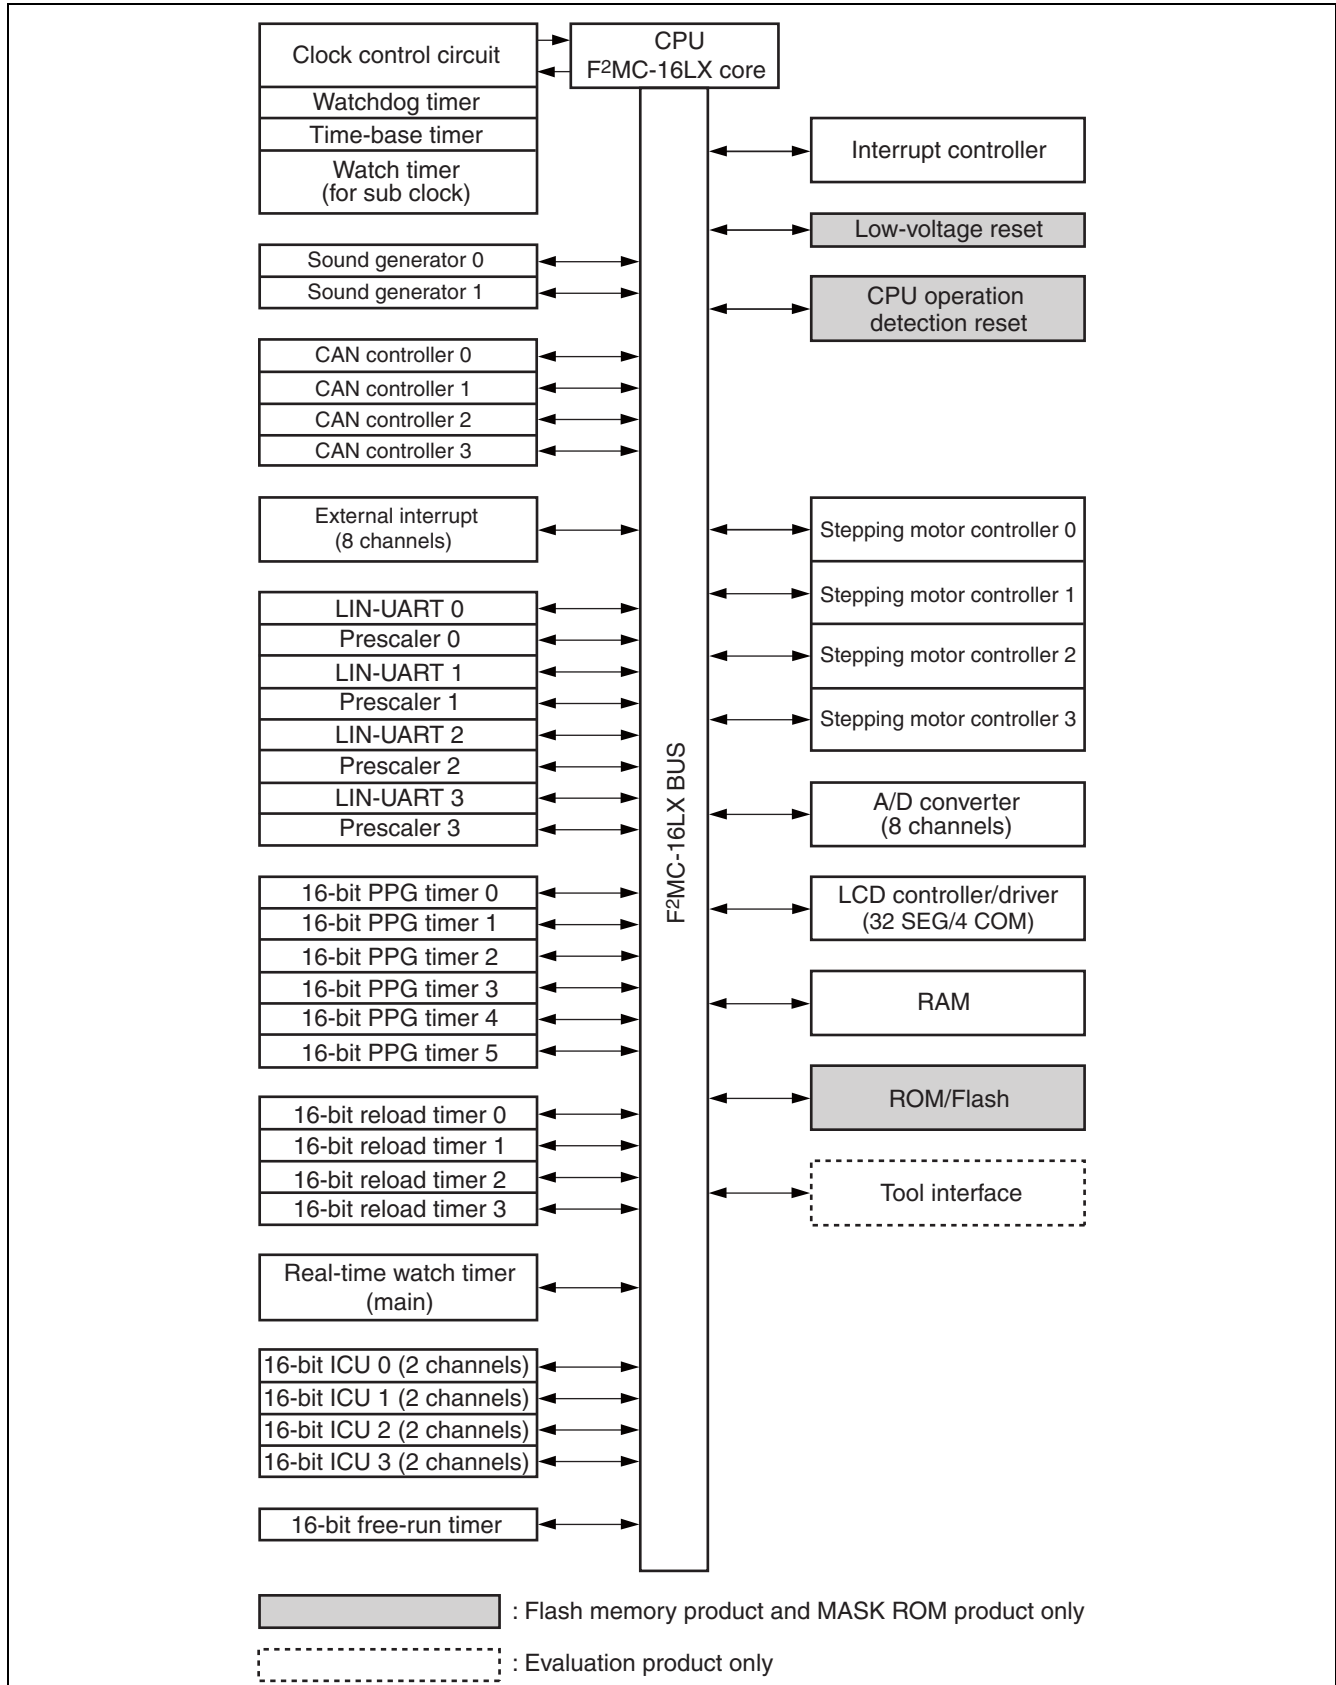 Clock control circuit
Watchdog timer
Time-base timer
Watch timer
(for sub clock)
CPU
F2MC-16LX core
Sound generator 0
Sound generator 1
CAN controller 0
CAN controller 1
CAN controller 2
CAN controller 3
External interrupt
(8 channels)
LIN-UART 0
Prescaler 0
LIN-UART 1
Prescaler 1
LIN-UART 2
Prescaler 2
LIN-UART 3
Prescaler 3
16-bit PPG timer 0
16-bit PPG timer 1
16-bit PPG timer 2
16-bit PPG timer 3
16-bit PPG timer 4
16-bit PPG timer 5
16-bit reload timer 0
16-bit reload timer 1
16-bit reload timer 2
16-bit reload timer 3
Real-time watch timer
(main)
16-bit ICU 0 (2 channels)
16-bit ICU 1 (2 channels)
16-bit ICU 2 (2 channels)
16-bit ICU 3 (2 channels)
16-bit free-run timer
F2MC-16LX BUS
Interrupt controller
Low-voltage reset
CPU operation
detection reset
Stepping motor controller 0
Stepping motor controller 1
Stepping motor controller 2
Stepping motor controller 3
A/D converter
(8 channels)
LCD controller/driver
(32 SEG/4 COM)
RAM
ROM/Flash
Tool interface
: Flash memory product and MASK ROM product only
: Evaluation product only